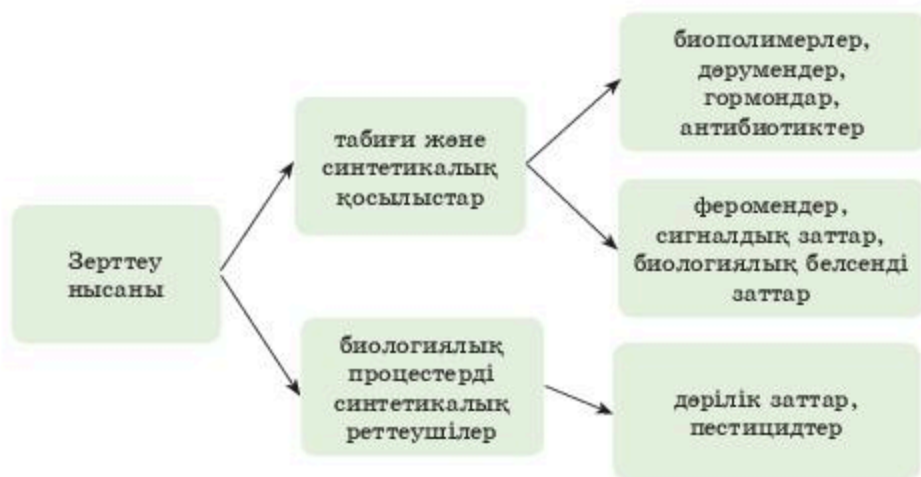 Зерттеу
нысаны
табиғи және
синтетикалық
қосылыстар
биологиялық
процестерді
синтетикалық
реттеушілер
биополимерлер,
дәрумендер,
гормондар,
антибиотиктер
феромендер,
сигналдық заттар,
биологиялық белсенді
заттар
дәрілік заттар,
пестицидтер